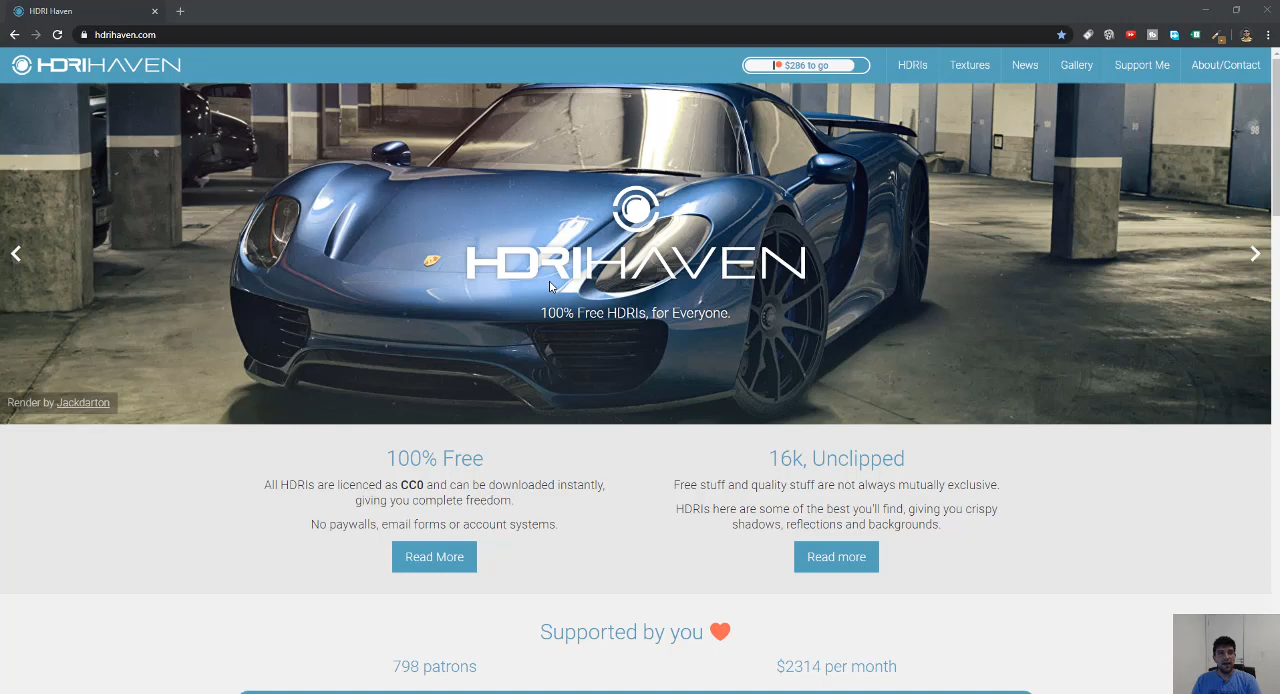 HDRI Haven
hdrihaven.com
HDRIHAVEN
$286 to go
HDRIs
Textures
News
Gallery
Support Me
About/Contact
HDRIHAVEN
100% Free HDRIs, for Everyone.
Render by Jackdarton
100% Free
All HDRIs are licenced as CC0 and can be downloaded instantly,
giving you complete freedom.
No paywalls, email forms or account systems.
Read More
16k, Unclipped
Free stuff and quality stuff are not always mutually exclusive.
HDRIs here are some of the best you'll find, giving you crispy
shadows, reflections and backgrounds.
Read more
Supported by you
798 patrons
$2314 per month